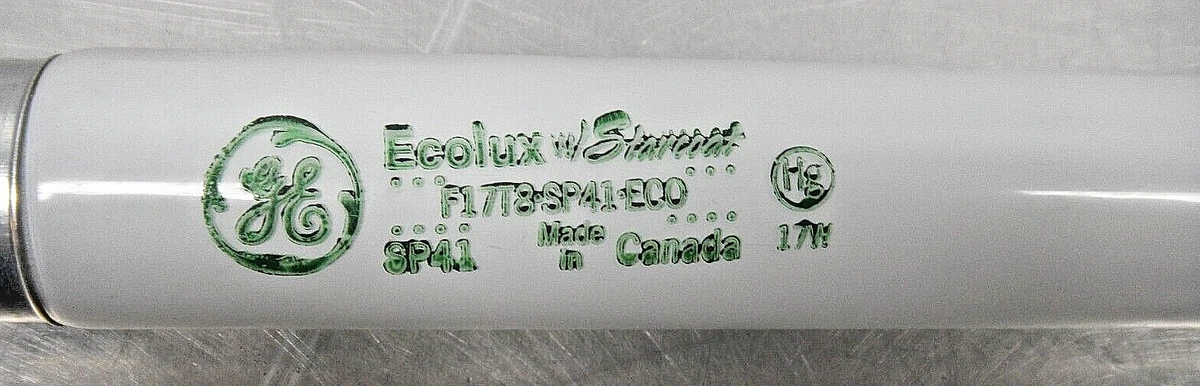 GE
Ecolux w/ Starcoat
F17T8·SP41·ECO
SP41 Made in Canada
Hg
17W